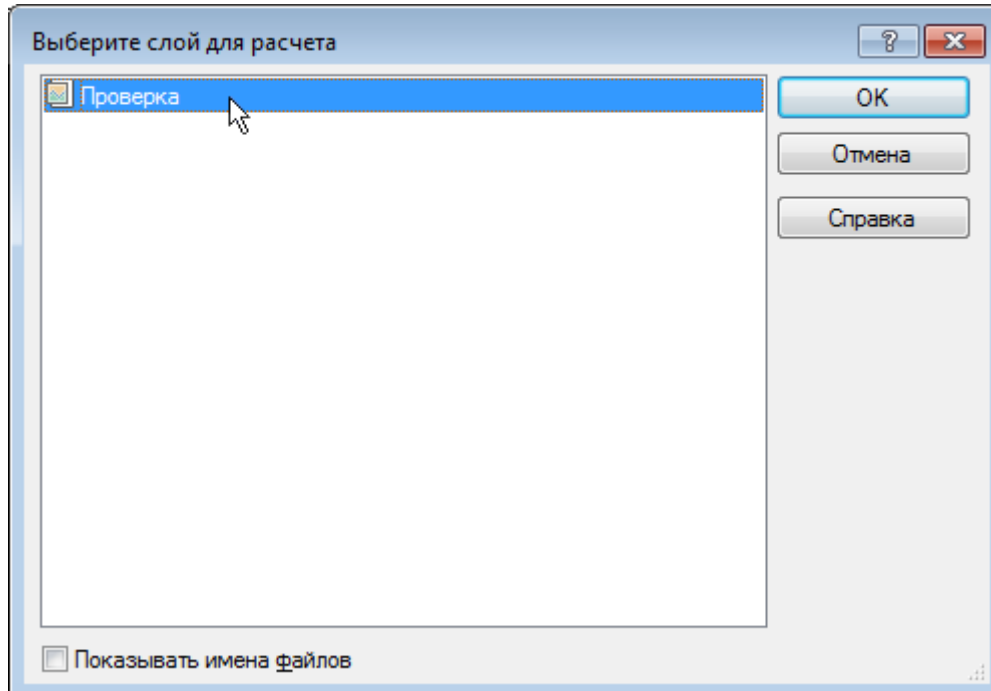 Выберите слой для расчета
Проверка
OK
Отмена
Справка
Показывать имена файлов